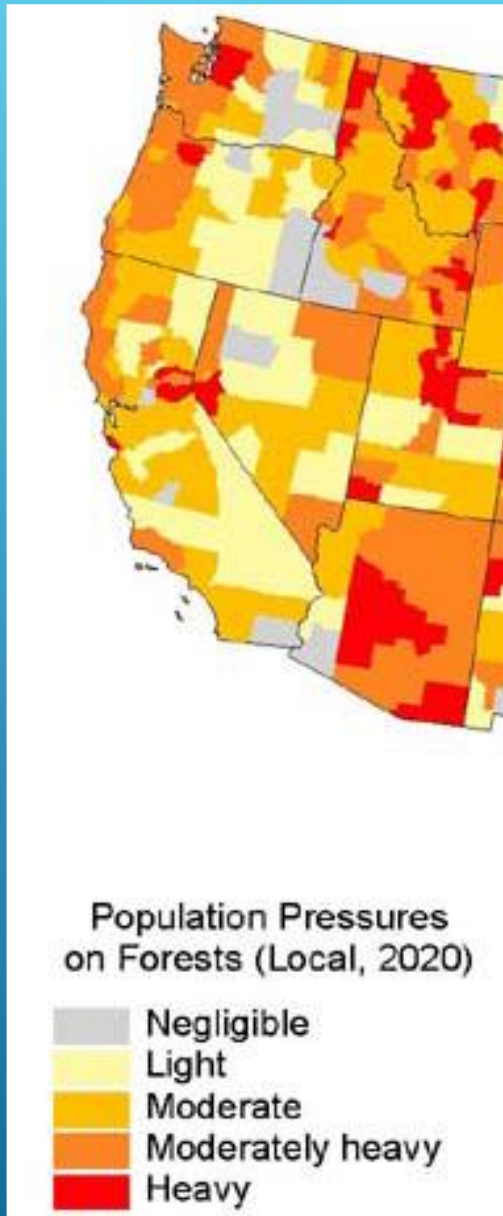 Population Pressures
on Forests (Local, 2020)
Negligible
Light
Moderate
Moderately heavy
Heavy